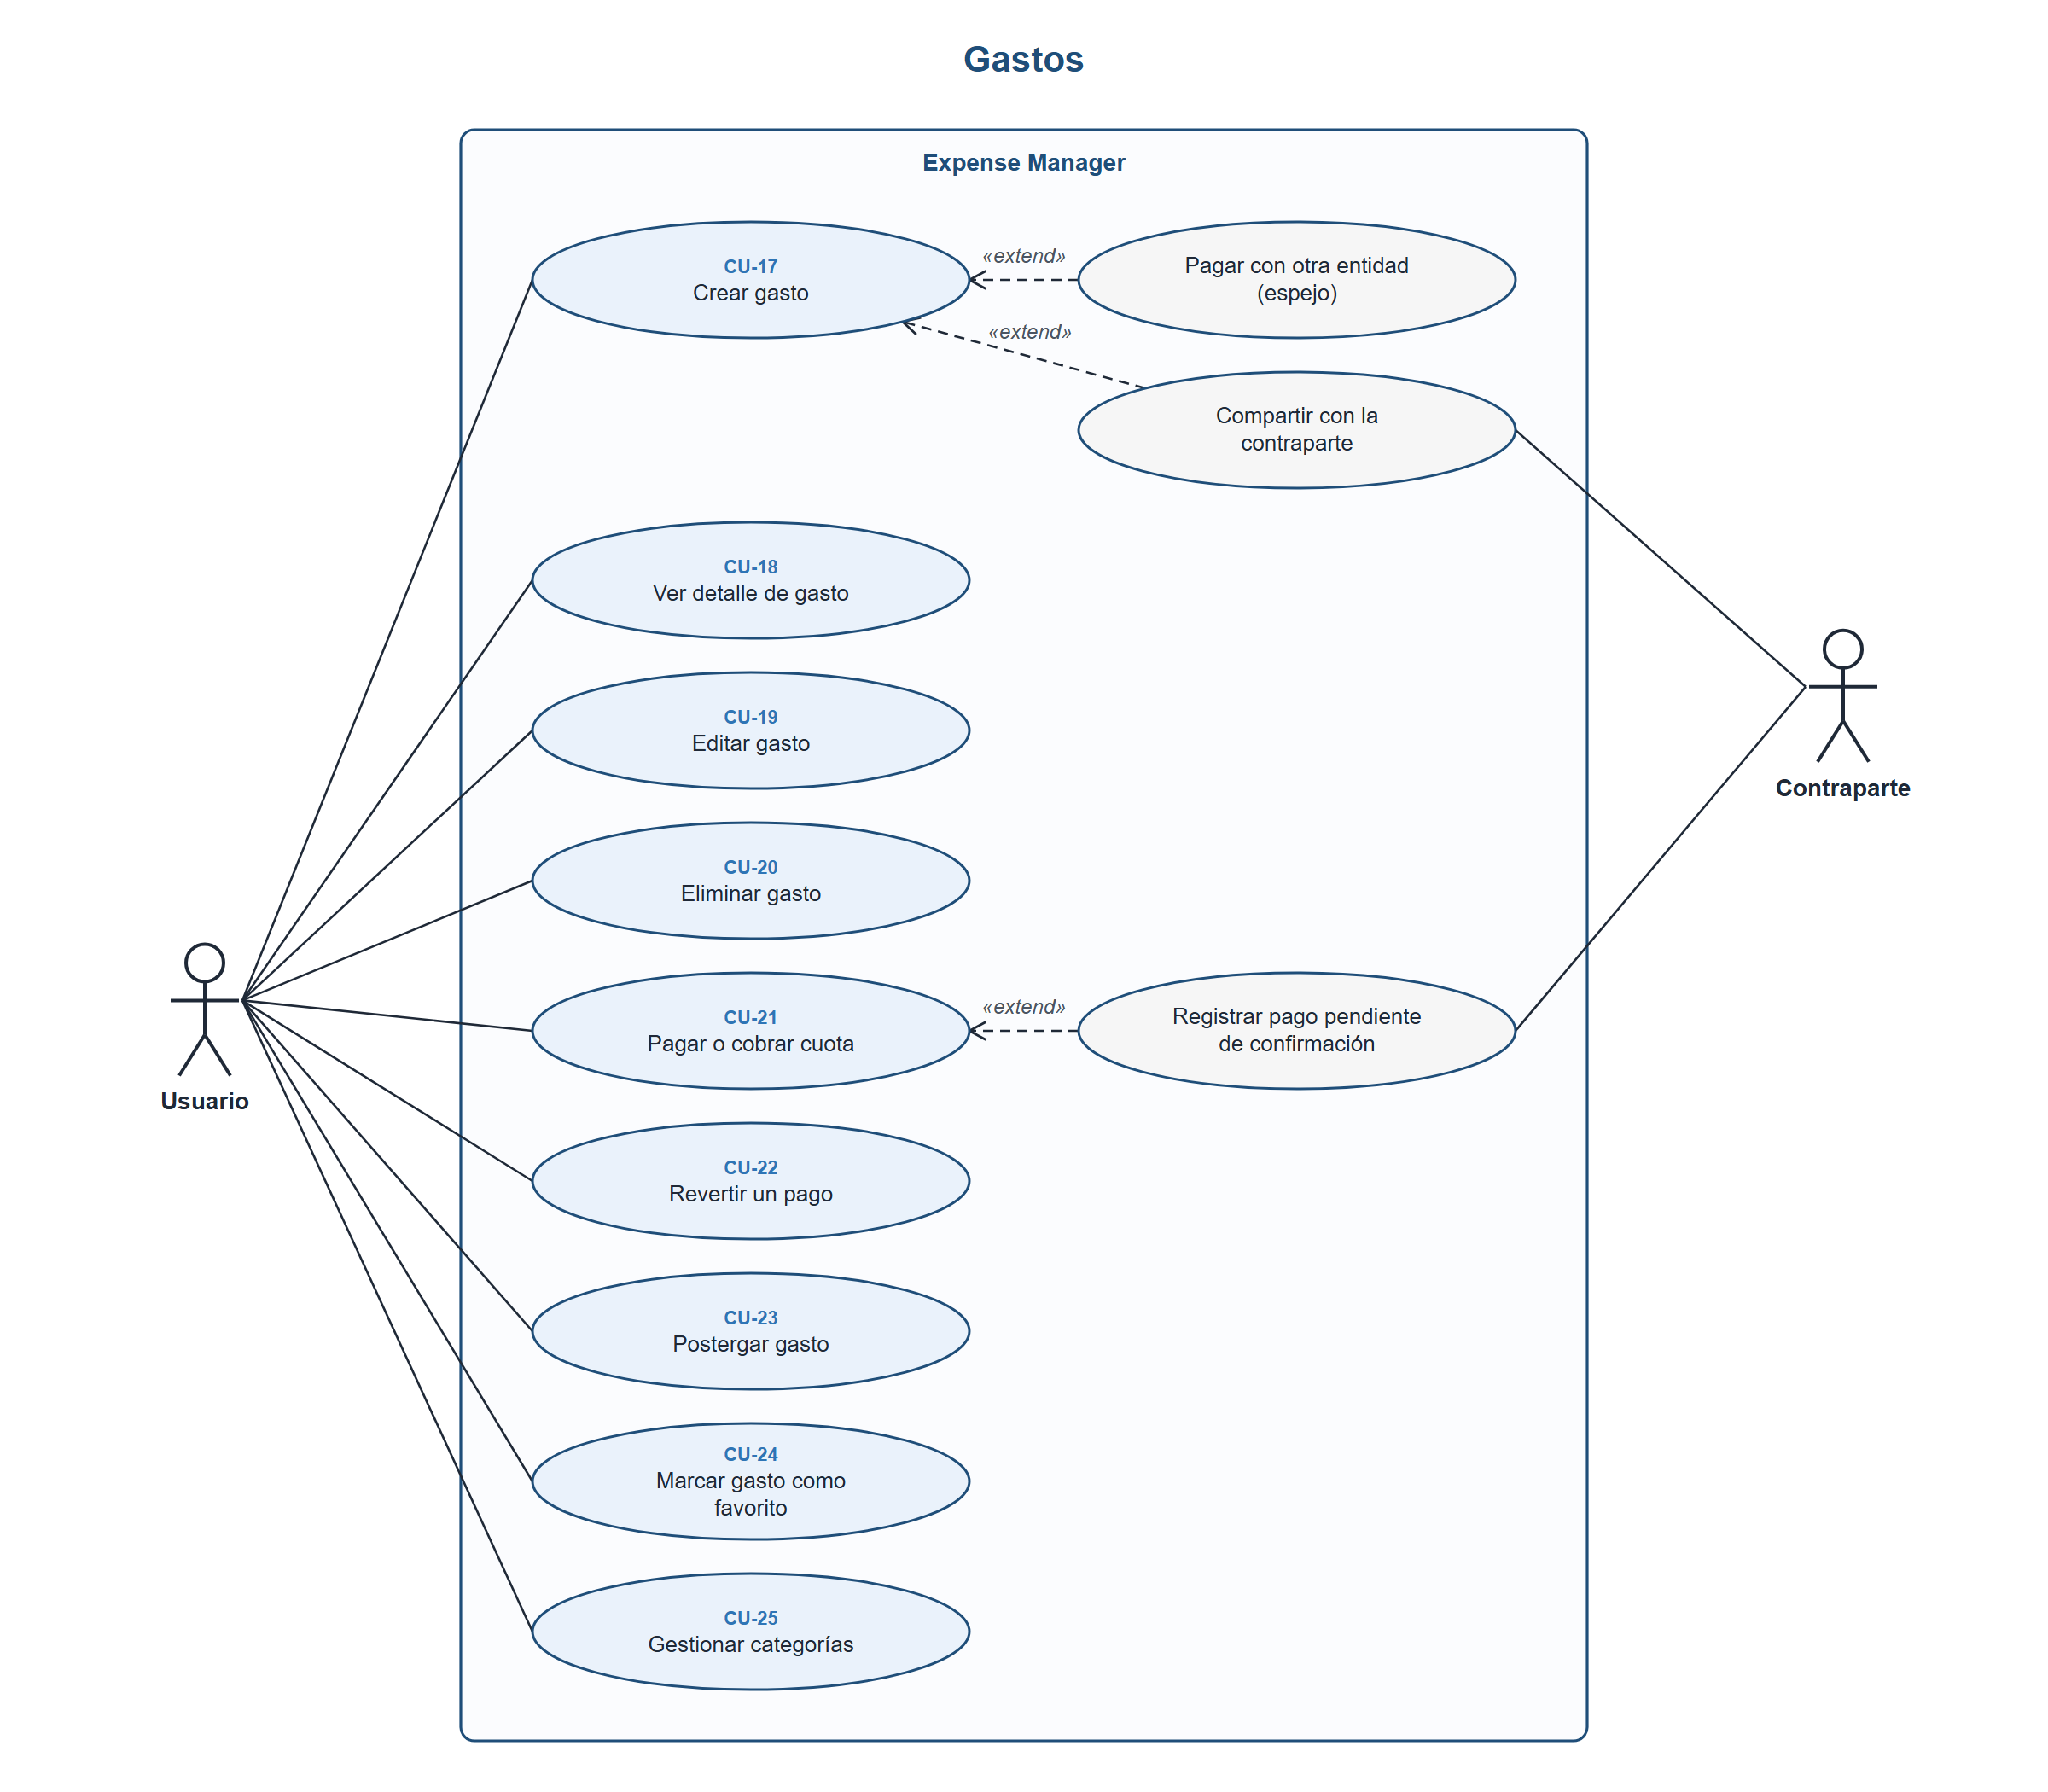 Gastos
Expense Manager
CU-17
Crear gasto
«extend»
Pagar con otra entidad
(espejo)
«extend»
Compartir con la
contraparte
CU-18
Ver detalle de gasto
CU-19
Editar gasto
Contraparte
CU-20
Eliminar gasto
Usuario
CU-21
Pagar o cobrar cuota
«extend»
Registrar pago pendiente
de confirmación
CU-22
Revertir un pago
CU-23
Postergar gasto
CU-24
Marcar gasto como
favorito
CU-25
Gestionar categorías